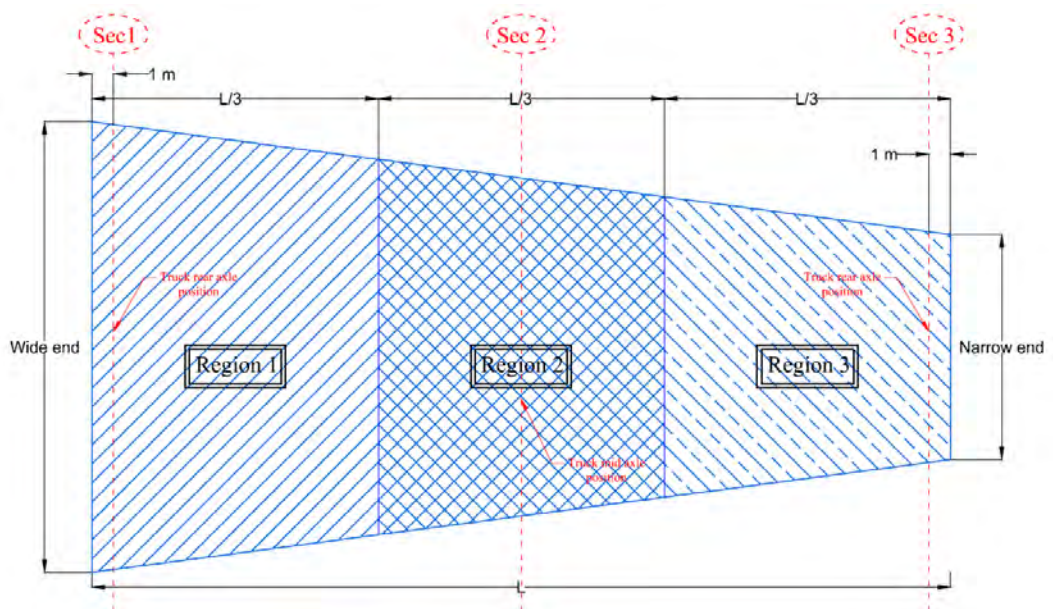 Sec1
Sec 2
Sec 3
1 m
L/3
L/3
L/3
1 m
Truck rear axle
position
Truck rear axle
position
Wide end
Region 1
Region 2
Region 3
Narrow end
Truck mid axle
position
L